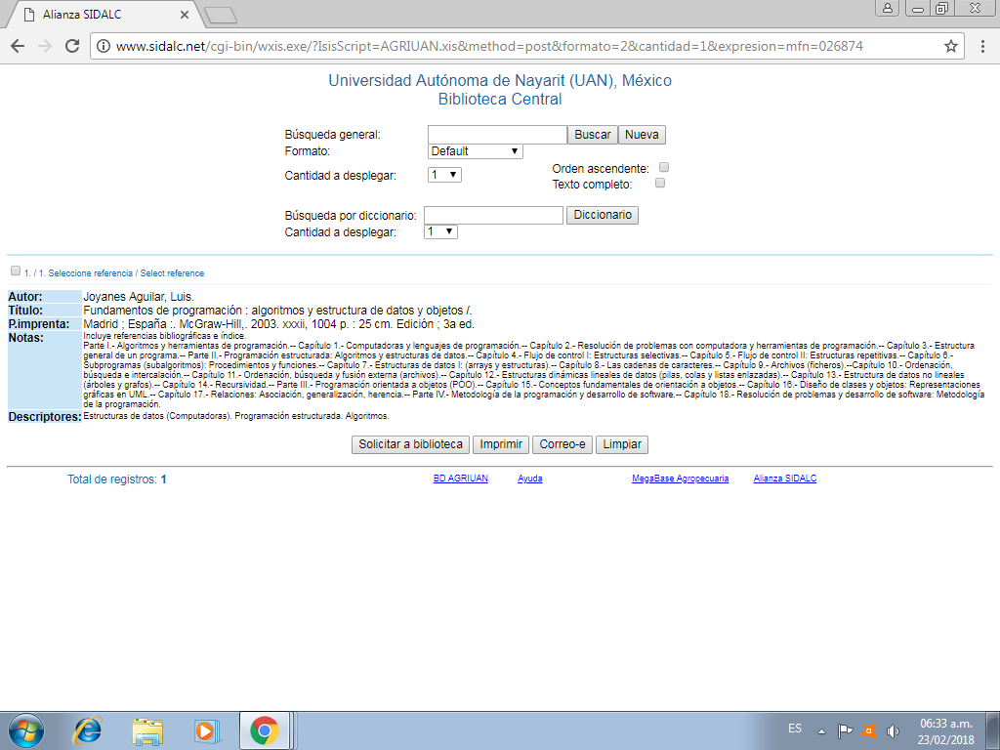 Alianza SIDALC
www.sidalc.net/cgi-bin/wxis.exe/?IsisScript=AGRIUAN.xis&method=post&formato=2&cantidad=1&expresion=mfn=026874
Universidad Autónoma de Nayarit (UAN), México
Biblioteca Central
Búsqueda general: Buscar Nueva
Formato: Default
Cantidad a desplegar: 1 Orden ascendente:
Texto completo:
Búsqueda por diccionario: Diccionario
Cantidad a desplegar: 1
1. / 1. Seleccione referencia / Select reference
Autor: Joyanes Aguilar, Luis.
Título: Fundamentos de programación : algoritmos y estructura de datos y objetos /.
P.imprenta: Madrid ; España :. McGraw-Hill,. 2003. xxxii, 1004 p. : 25 cm. Edición ; 3a ed.
Notas: Incluye referencias bibliográficas e índice.
Parte I.- Algoritmos y herramientas de programación.-- Capítulo 1.- Computadoras y lenguajes de programación.-- Capítulo 2.- Resolución de problemas con computadora y herramientas de programación.-- Capítulo 3.- Estructura
general de un programa.-- Parte II.- Programación estructurada: Algoritmos y estructuras de datos.-- Capítulo 4.- Flujo de control I: Estructuras selectivas.-- Capítulo 5.- Flujo de control II: Estructuras repetitivas.-- Capítulo 6.-
Subprogramas (subalgoritmos): Procedimientos y funciones.-- Capítulo 7.- Estructuras de datos I: (arrays y estructuras).-- Capítulo 8.- Las cadenas de caracteres.-- Capítulo 9.- Archivos (ficheros).--Capítulo 10.- Ordenación,
búsqueda e intercalación.-- Capítulo 11.- Ordenación, búsqueda y fusión externa (archivos).-- Capítulo 12.- Estructuras dinámicas lineales de datos (pilas, colas y listas enlazadas).-- Capítulo 13.- Estructura de datos no lineales
(árboles y grafos).-- Capítulo 14.- Recursividad.-- Parte III.- Programación orientada a objetos (POO).-- Capítulo 15.- Conceptos fundamentales de orientación a objetos.-- Capítulo 16.- Diseño de clases y objetos: Representaciones
gráficas en UML.-- Capítulo 17.- Relaciones: Asociación, generalización, herencia.-- Parte IV.- Metodología de la programación y desarrollo de software.-- Capítulo 18.- Resolución de problemas y desarrollo de software: Metodología
de la programación.
Descriptores: Estructuras de datos (Computadoras). Programación estructurada. Algoritmos.
Solicitar a biblioteca Imprimir Correo-e Limpiar
Total de registros: 1 BD AGRIUAN Ayuda MegaBase Agropecuaria Alianza SIDALC
ES 06:33 a.m.
23/02/2018